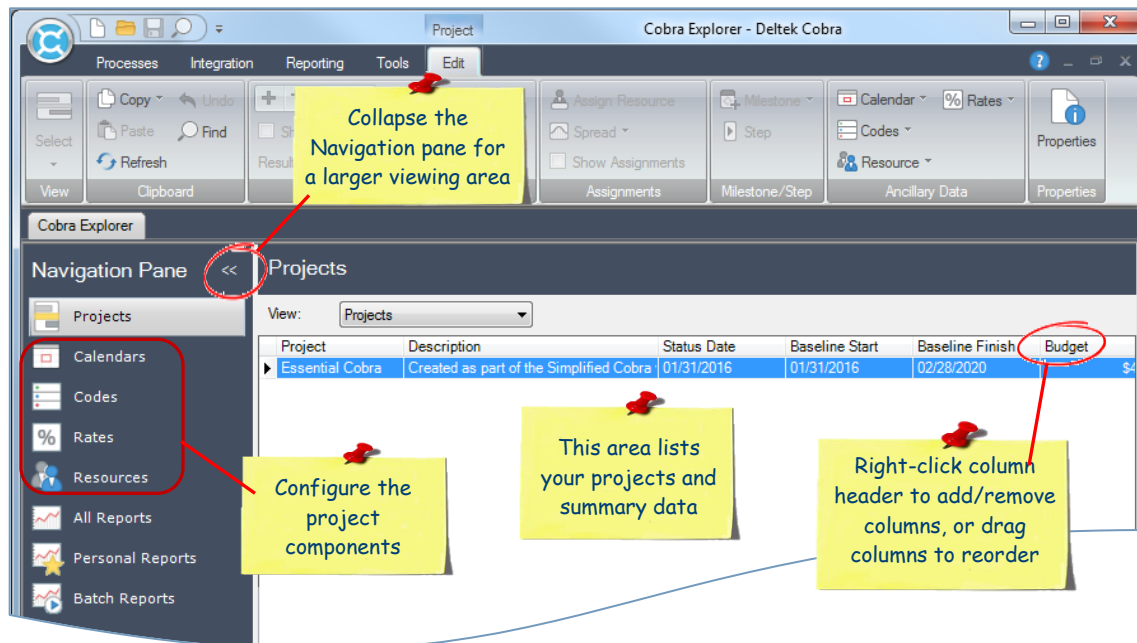 Project
Cobra Explorer - Deltek Cobra
Processes Integration Reporting Tools Edit
Copy Undo
Assign Resource
Milestone
Calendar
% Rates
Select
Paste Find
Spread
Step
Codes
Properties
Refresh
Show Assignments
Resource
View
Clipboard
Assignments
Milestone/Step
Ancillary Data
Properties
Collapse the
Navigation pane for
a larger viewing area
Cobra Explorer
Navigation Pane <<
Projects
Calendars
Codes
% Rates
Resources
All Reports
Personal Reports
Batch Reports
Projects
View: Projects
Project Description Status Date Baseline Start Baseline Finish Budget
Essential Cobra Created as part of the Simplified Cobra 01/31/2016 01/31/2016 02/28/2020
Configure the
project
components
This area lists
your projects and
summary data
Right-click column
header to add/remove
columns, or drag
columns to reorder